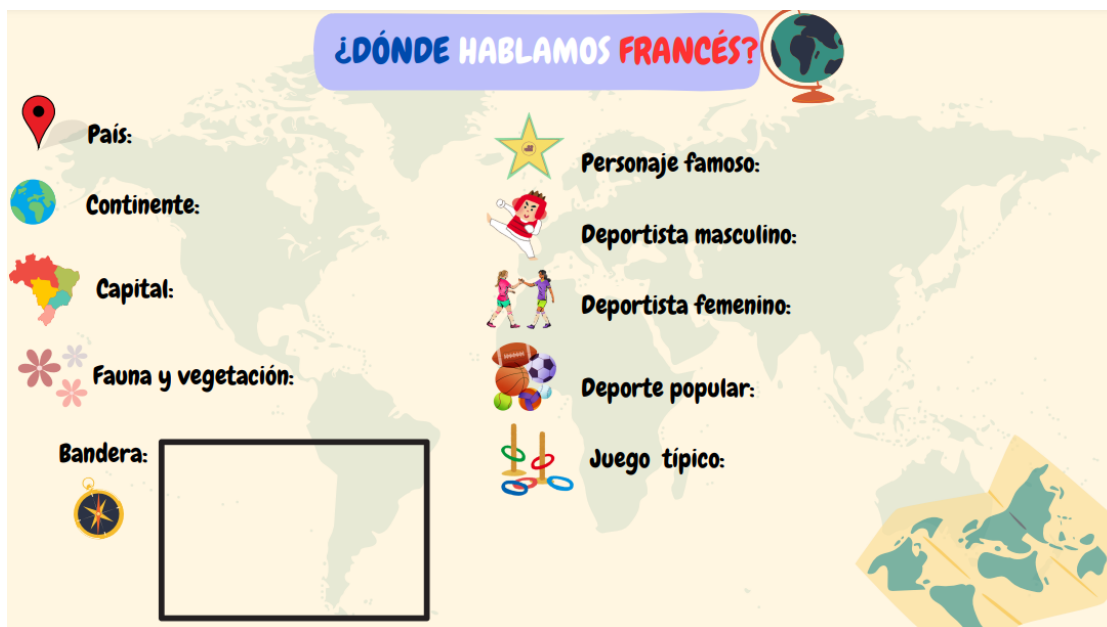 ¿DÓNDE HABLAMOS FRANCÉS?
País:
Continente:
Capital:
Fauna y vegetación:
Bandera:
Personaje famoso:
Deportista masculino:
Deportista femenino:
Deporte popular:
Juego típico: